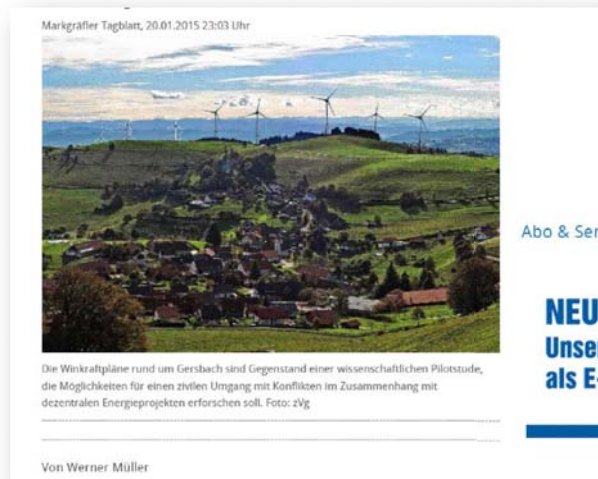 Markgräfler Tagblatt, 20.01.2015 23:03 Uhr
Die Winkraftpläne rund um Gersbach sind Gegenstand einer wissenschaftlichen Pilotstude,
die Möglichkeiten für einen zivilen Umgang mit Konflikten im Zusammenhang mit
dezentralen Energieprojekten erforschen soll. Foto: zVg
Von Werner Müller
Abo & Ser
NEU
Unser
als E-